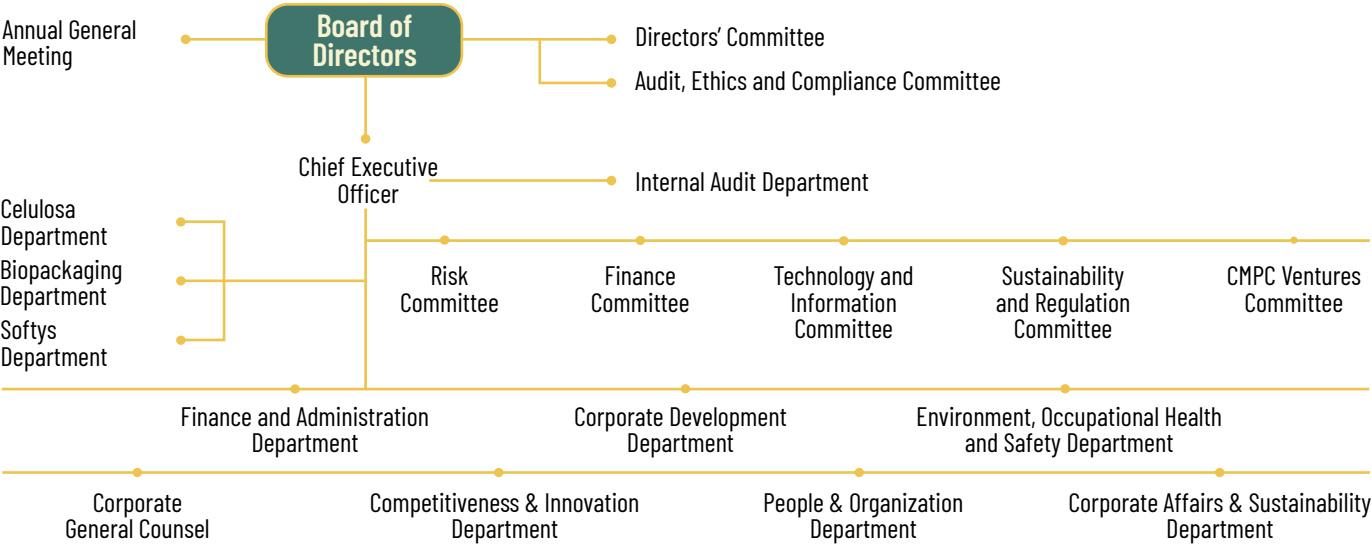 Annual General
Meeting
Board of
Directors
Directors’ Committee
Audit, Ethics and Compliance Committee
Chief Executive
Officer
Internal Audit Department
Celulosa
Department
Biopackaging
Department
Softys
Department
Risk
Committee
Finance
Committee
Technology and
Information
Committee
Sustainability
and Regulation
Committee
CMPC Ventures
Committee
Finance and Administration
Department
Corporate Development
Department
Environment, Occupational Health
and Safety Department
Corporate
General Counsel
Competitiveness & Innovation
Department
People & Organization
Department
Corporate Affairs & Sustainability
Department